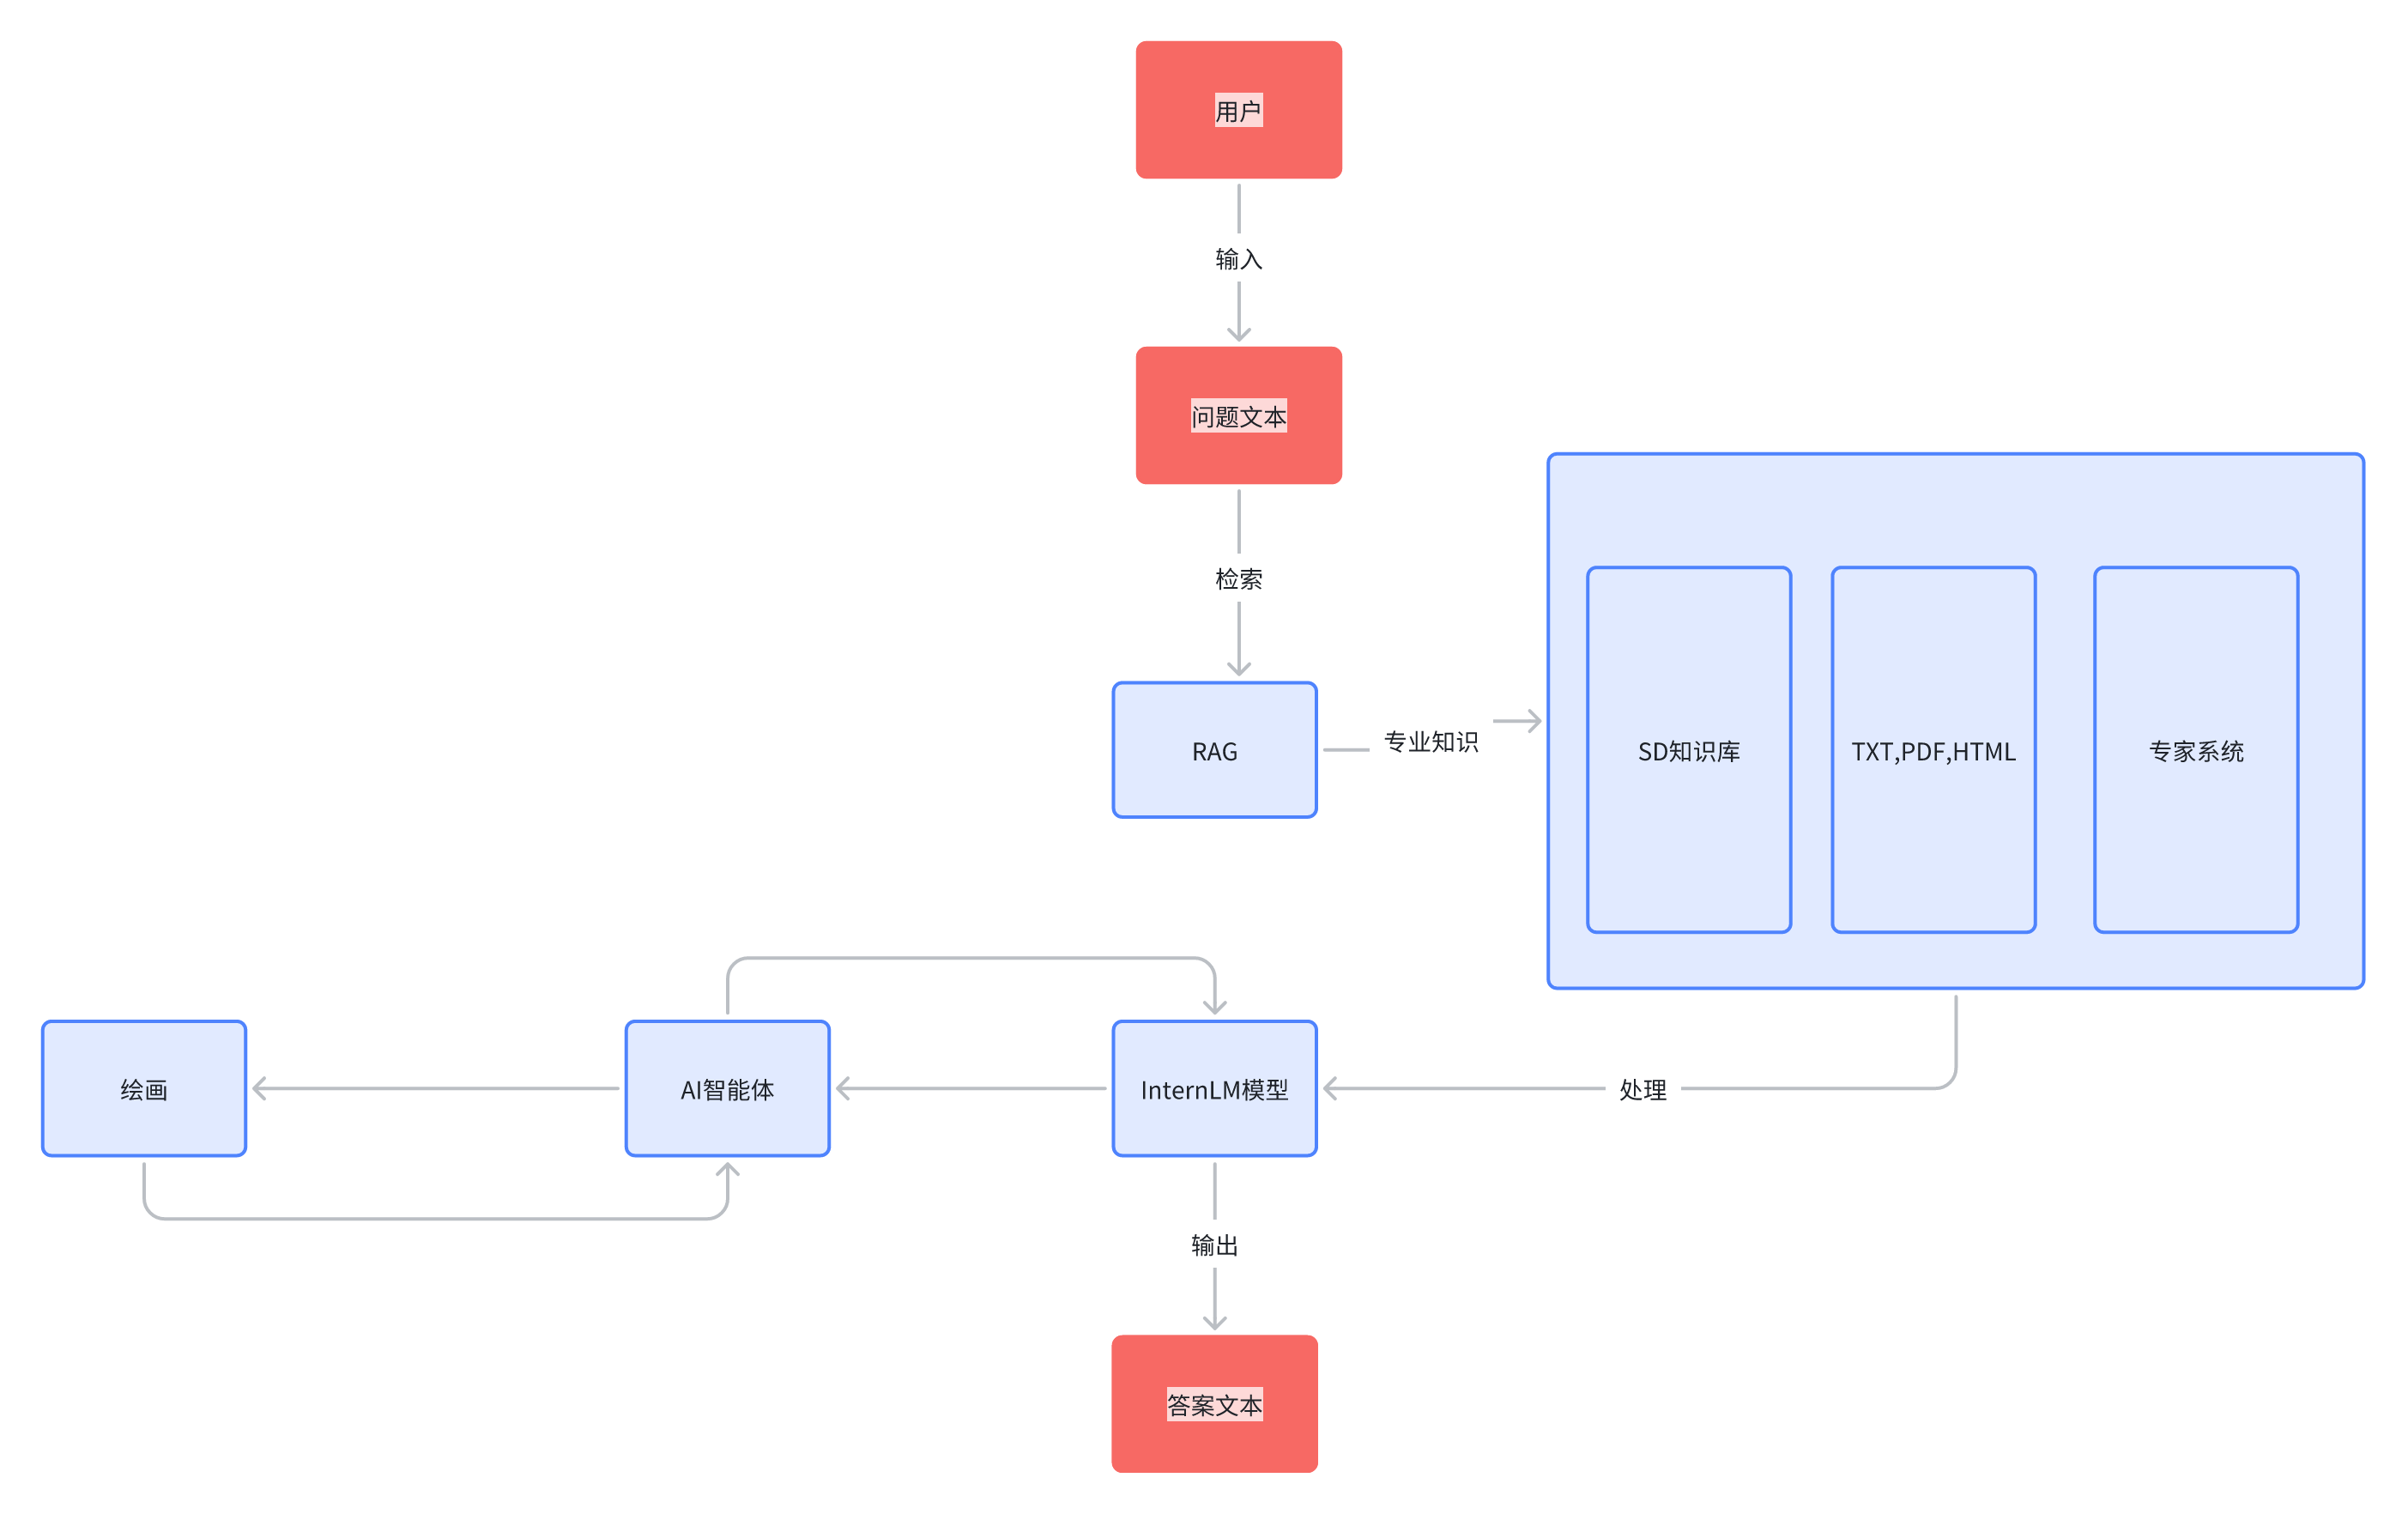 用户
输入
问题文本
检索
RAG
专业知识
SD知识库
TXT,PDF,HTML
专家系统
绘画
AI智能体
InternLM模型
处理
输出
答案文本